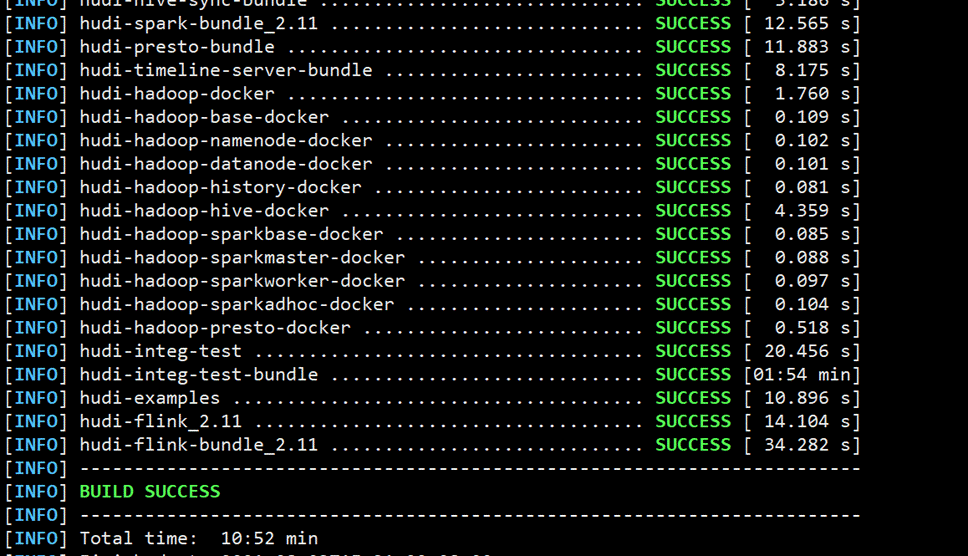 [INFO] hudi-hive-sync-bundle ............................. SUCCESS [  5.186 s]
[INFO] hudi-spark-bundle_2.11 ............................. SUCCESS [ 12.565 s]
[INFO] hudi-presto-bundle ................................. SUCCESS [ 11.883 s]
[INFO] hudi-timeline-server-bundle ........................ SUCCESS [  8.175 s]
[INFO] hudi-hadoop-docker ................................. SUCCESS [  1.760 s]
[INFO] hudi-hadoop-base-docker ............................ SUCCESS [  0.109 s]
[INFO] hudi-hadoop-namenode-docker ........................ SUCCESS [  0.102 s]
[INFO] hudi-hadoop-datanode-docker ........................ SUCCESS [  0.101 s]
[INFO] hudi-hadoop-history-docker ......................... SUCCESS [  0.081 s]
[INFO] hudi-hadoop-hive-docker ............................ SUCCESS [  4.359 s]
[INFO] hudi-hadoop-sparkbase-docker ....................... SUCCESS [  0.085 s]
[INFO] hudi-hadoop-sparkmaster-docker ..................... SUCCESS [  0.088 s]
[INFO] hudi-hadoop-sparkworker-docker ..................... SUCCESS [  0.097 s]
[INFO] hudi-hadoop-sparkadhoc-docker ...................... SUCCESS [  0.104 s]
[INFO] hudi-hadoop-presto-docker .......................... SUCCESS [  0.518 s]
[INFO] hudi-integ-test .................................... SUCCESS [ 20.456 s]
[INFO] hudi-integ-test-bundle ............................. SUCCESS [01:54 min]
[INFO] hudi-examples ...................................... SUCCESS [ 10.896 s]
[INFO] hudi-flink_2.11 .................................... SUCCESS [ 14.104 s]
[INFO] hudi-flink-bundle_2.11 ............................. SUCCESS [ 34.282 s]
[INFO] ------------------------------------------------------------------------
[INFO] BUILD SUCCESS
[INFO] ------------------------------------------------------------------------
[INFO] Total time:  10:52 min